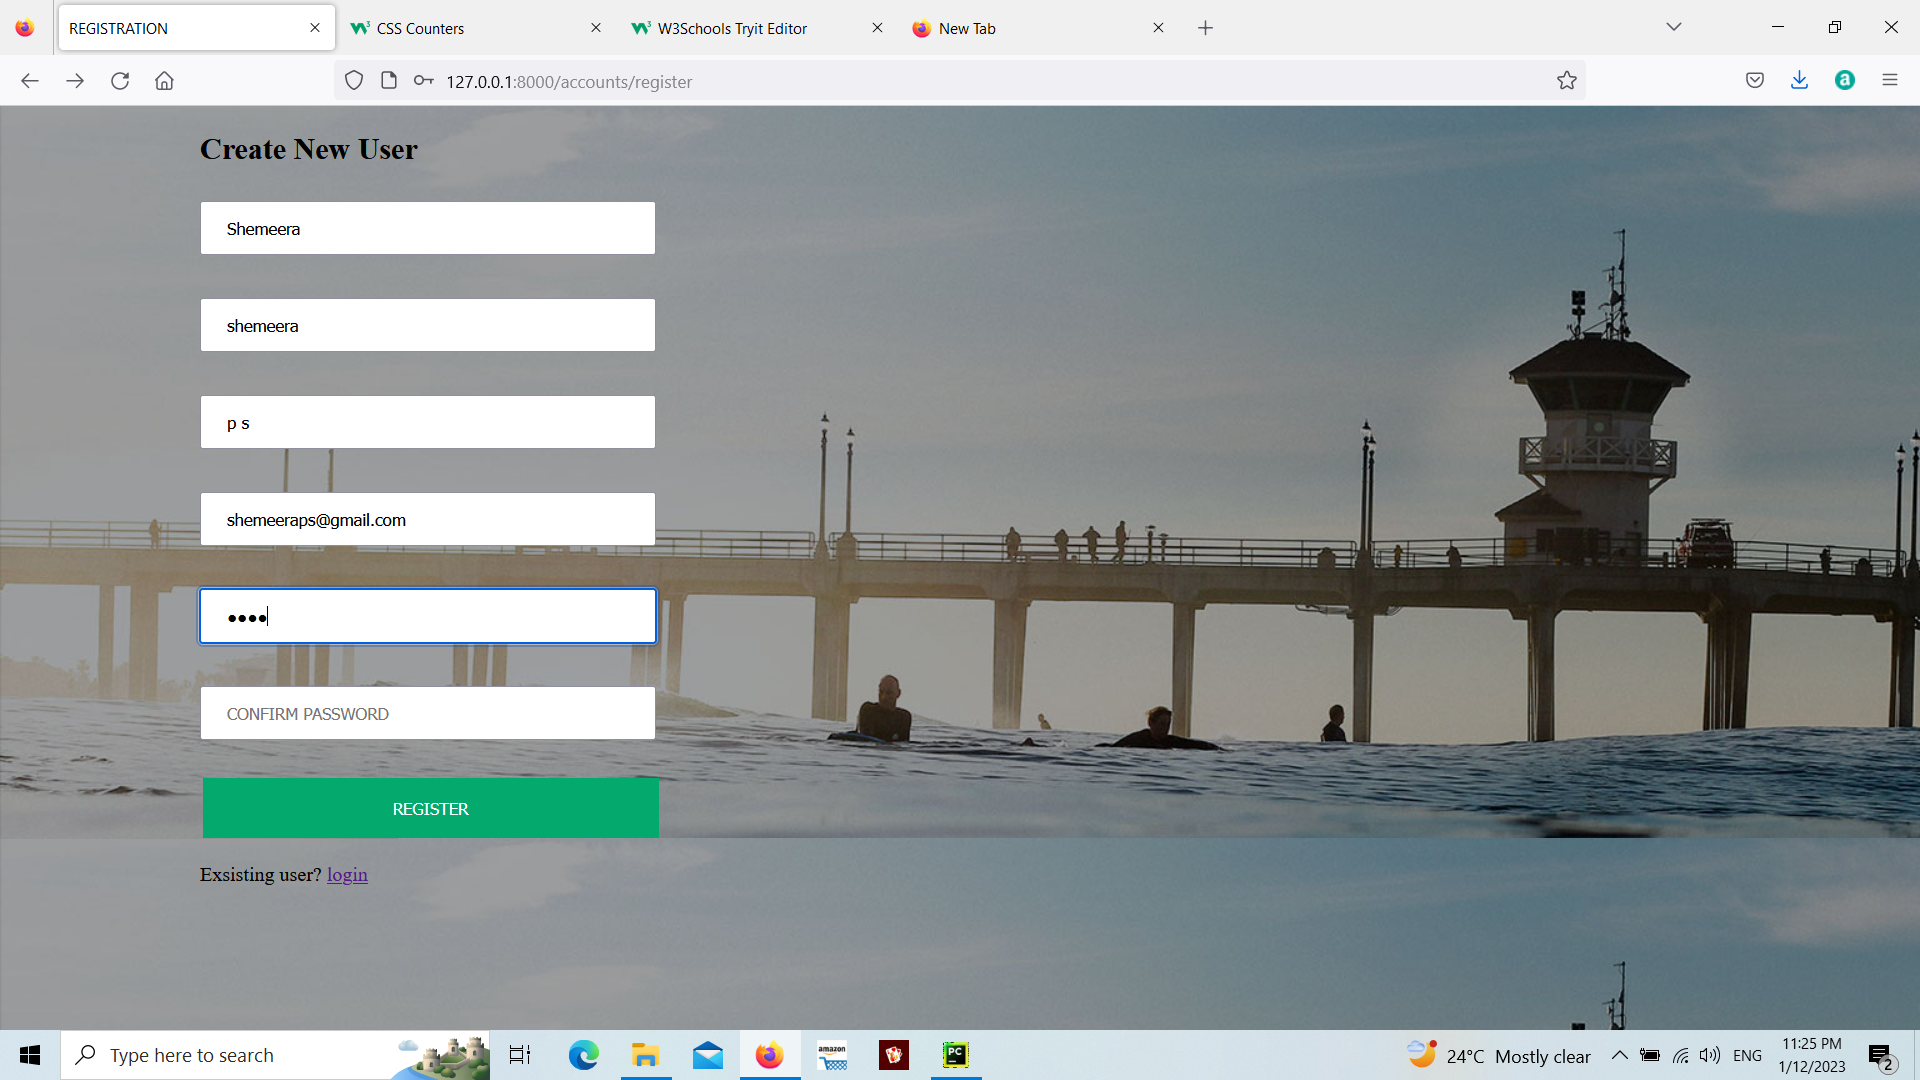 REGISTRATION
CSS Counters
W3Schools Tryit Editor
New Tab
127.0.0.1:8000/accounts/register
a
Create New User
Shemeera
shemeera
p s
shemeeraps@gmail.com
••••
CONFIRM PASSWORD
REGISTER
Exsisting user? login
Type here to search
amazon
PC
24°C Mostly clear
ENG
11:25 PM
1/12/2023
2